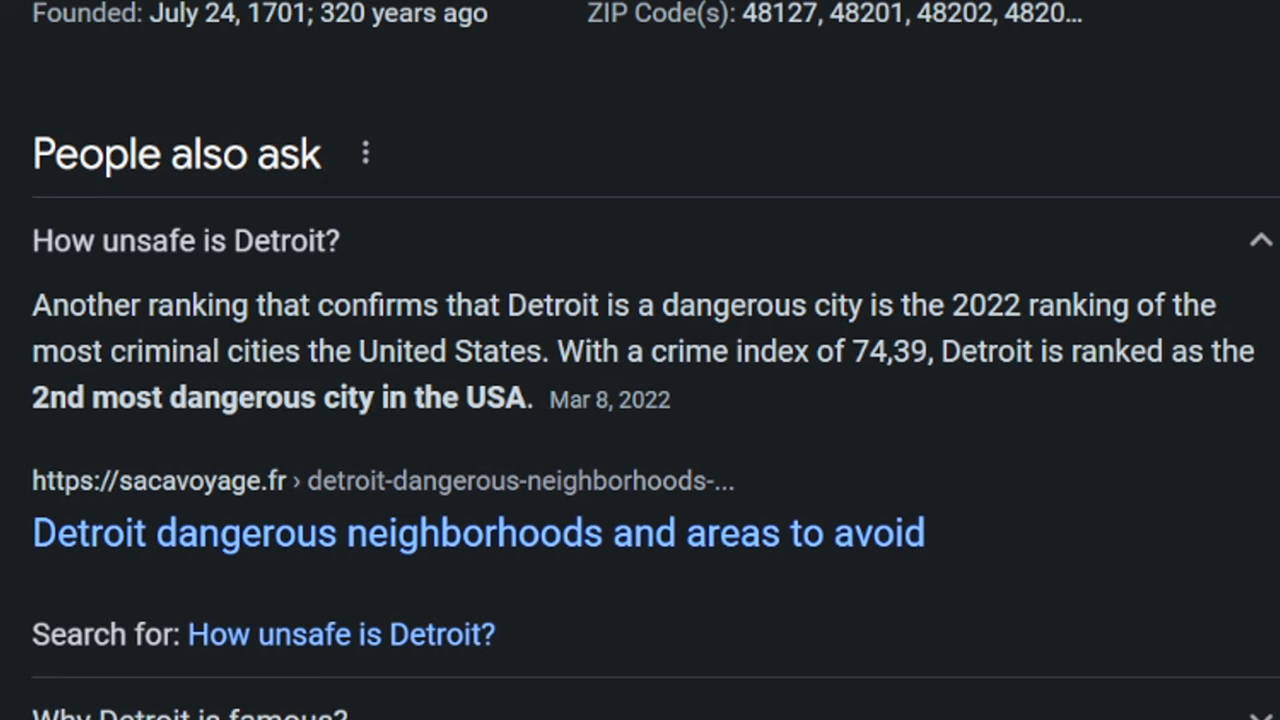 Founded: July 24, 1701; 320 years ago ZIP Code(s): 48127, 48201, 48202, 4820...
People also ask
How unsafe is Detroit?
Another ranking that confirms that Detroit is a dangerous city is the 2022 ranking of the
most criminal cities the United States. With a crime index of 74,39, Detroit is ranked as the
2nd most dangerous city in the USA. Mar 8, 2022
https://sacavoyage.fr › detroit-dangerous-neighborhoods-...
Detroit dangerous neighborhoods and areas to avoid
Search for: How unsafe is Detroit?
Why Detroit is famous?